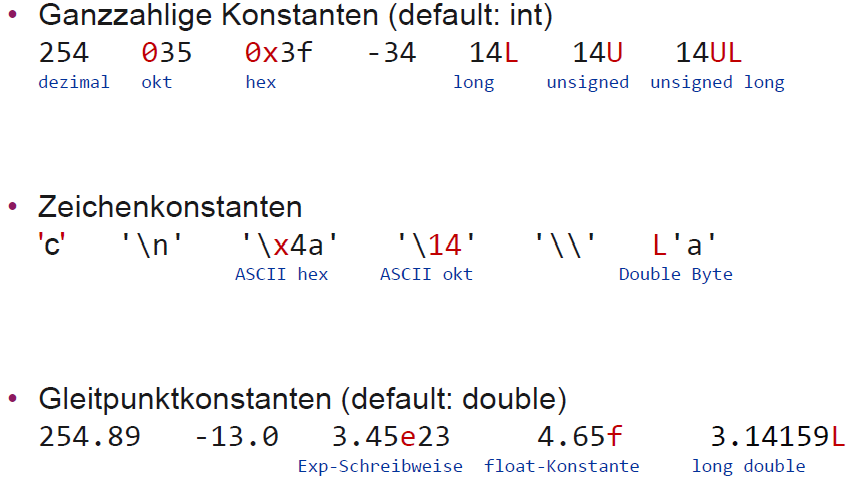 • Ganzzahlige Konstanten (default: int)
254 035 0x3f -34 14L 14U 14UL
dezimal okt hex long unsigned unsigned long
• Zeichenkonstanten
'c' '\n' '\x4a' '\14' '\\' L'a'
ASCII hex ASCII okt Double Byte
• Gleitpunktkonstanten (default: double)
254.89 -13.0 3.45e23 4.65f 3.14159L
Exp-Schreibweise float-Konstante long double